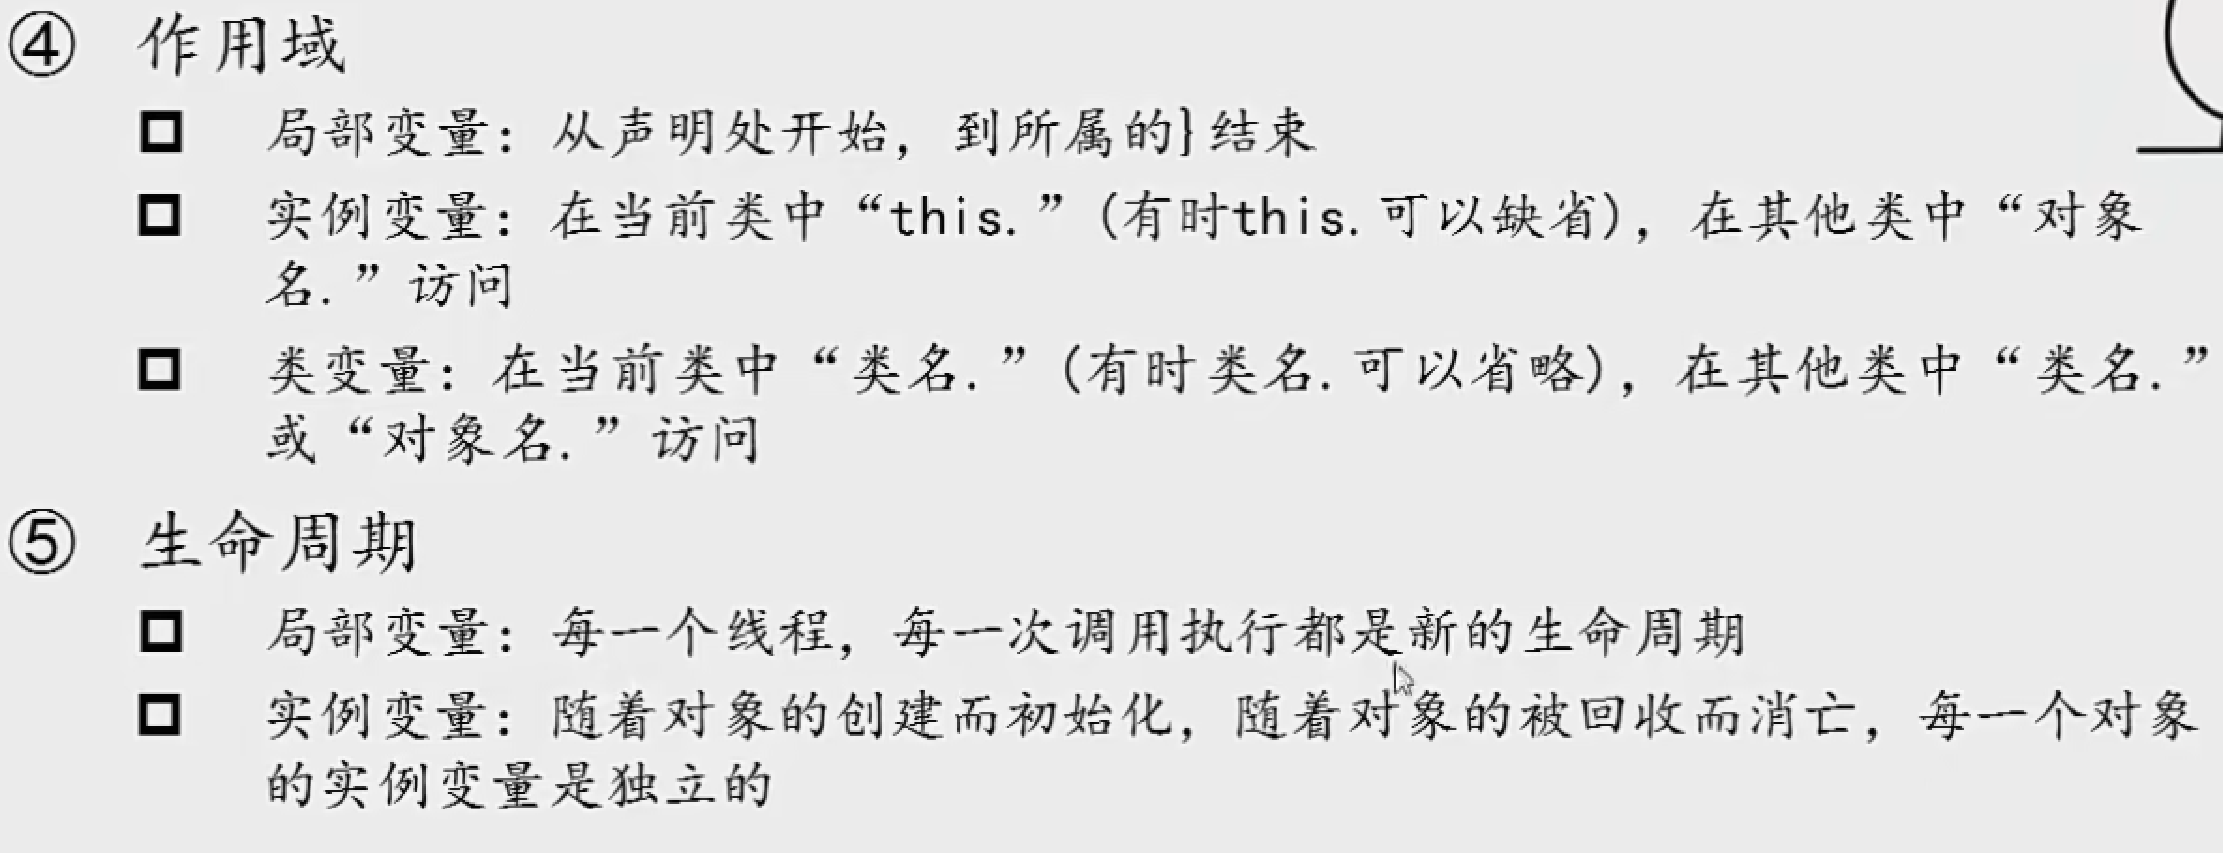 ④ 作用域
局部变量：从声明处开始，到所属的}结束
实例变量：在当前类中“this.”(有时this.可以缺省)，在其他类中“对象
名.”访问
类变量：在当前类中“类名.”(有时类名.可以省略)，在其他类中“类名.”
或“对象名.”访问
⑤ 生命周期
局部变量：每一个线程，每一次调用执行都是新的生命周期
实例变量：随着对象的创建而初始化，随着对象的被回收而消亡，每一个对象
的实例变量是独立的